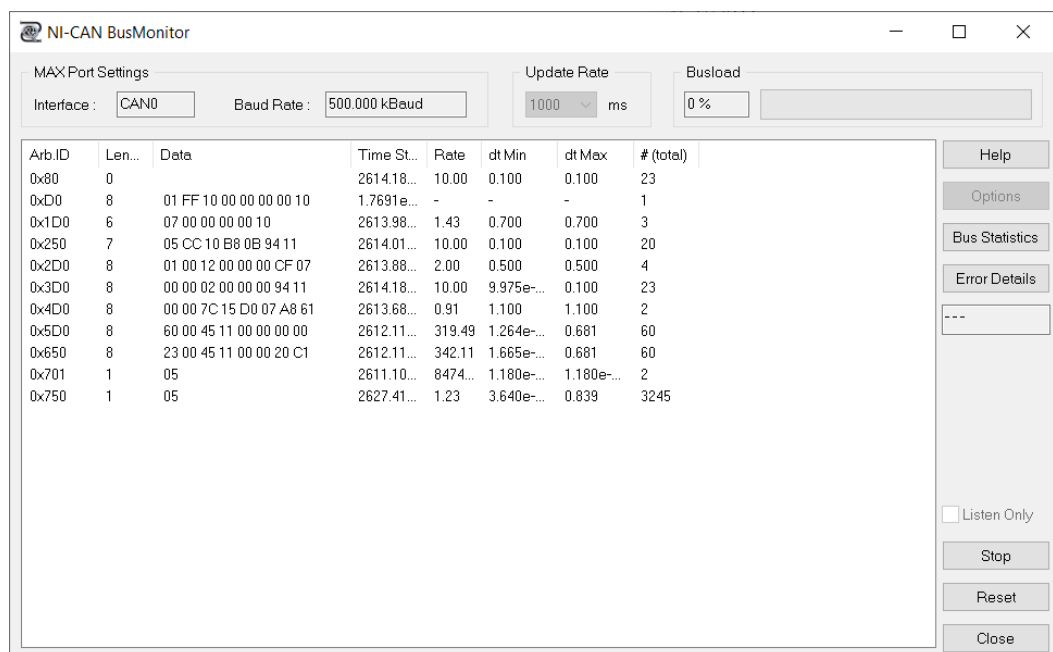 NI-CAN BusMonitor
MAX Port Settings
Interface : CAN0 Baud Rate : 500.000 kBaud
Update Rate
1000 ms
Busload
0 %
Arb.ID Len... Data Time St... Rate dt Min dt Max # (total)
0x80 0 2614.18... 10.00 0.100 0.100 23
0xD0 8 01 FF 10 00 00 00 00 10 1.7691e... - - 1
0x1D0 6 07 00 00 00 00 10 2613.98... 1.43 0.700 0.700 3
0x250 7 05 CC 10 B8 0B 94 11 2614.01... 10.00 0.100 0.100 20
0x2D0 8 01 00 12 00 00 00 CF 07 2613.88... 2.00 0.500 0.500 4
0x3D0 8 00 00 02 00 00 00 94 11 2614.18... 10.00 9.975e-... 0.100 23
0x4D0 8 00 00 7C 15 D0 07 A8 61 2613.68... 0.91 1.100 1.100 2
0x5D0 8 60 00 45 11 00 00 00 00 2612.11... 319.49 1.264e-... 0.681 60
0x650 8 23 00 45 11 00 00 20 C1 2612.11... 342.11 1.665e-... 0.681 60
0x701 1 05 2611.10... 8474... 1.180e-... 1.180e-... 2
0x750 1 05 2627.41... 1.23 3.640e-... 0.839 3245
Help
Options
Bus Statistics
Error Details
---
Listen Only
Stop
Reset
Close